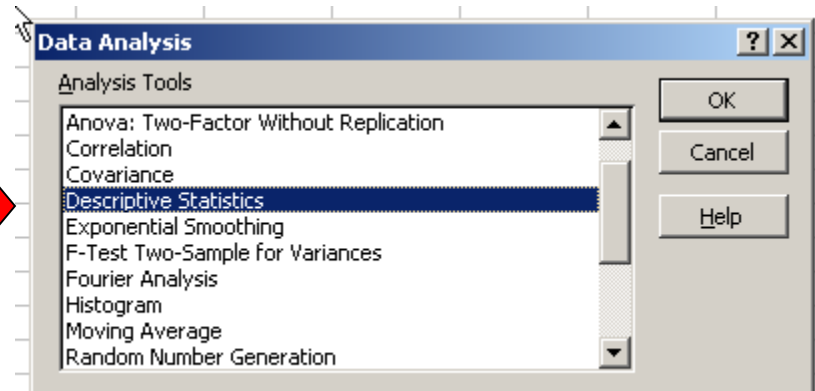 Data Analysis
Analysis Tools
Anova: Two-Factor Without Replication
Correlation
Covariance
Descriptive Statistics
Exponential Smoothing
F-Test Two-Sample for Variances
Fourier Analysis
Histogram
Moving Average
Random Number Generation
OK
Cancel
Help